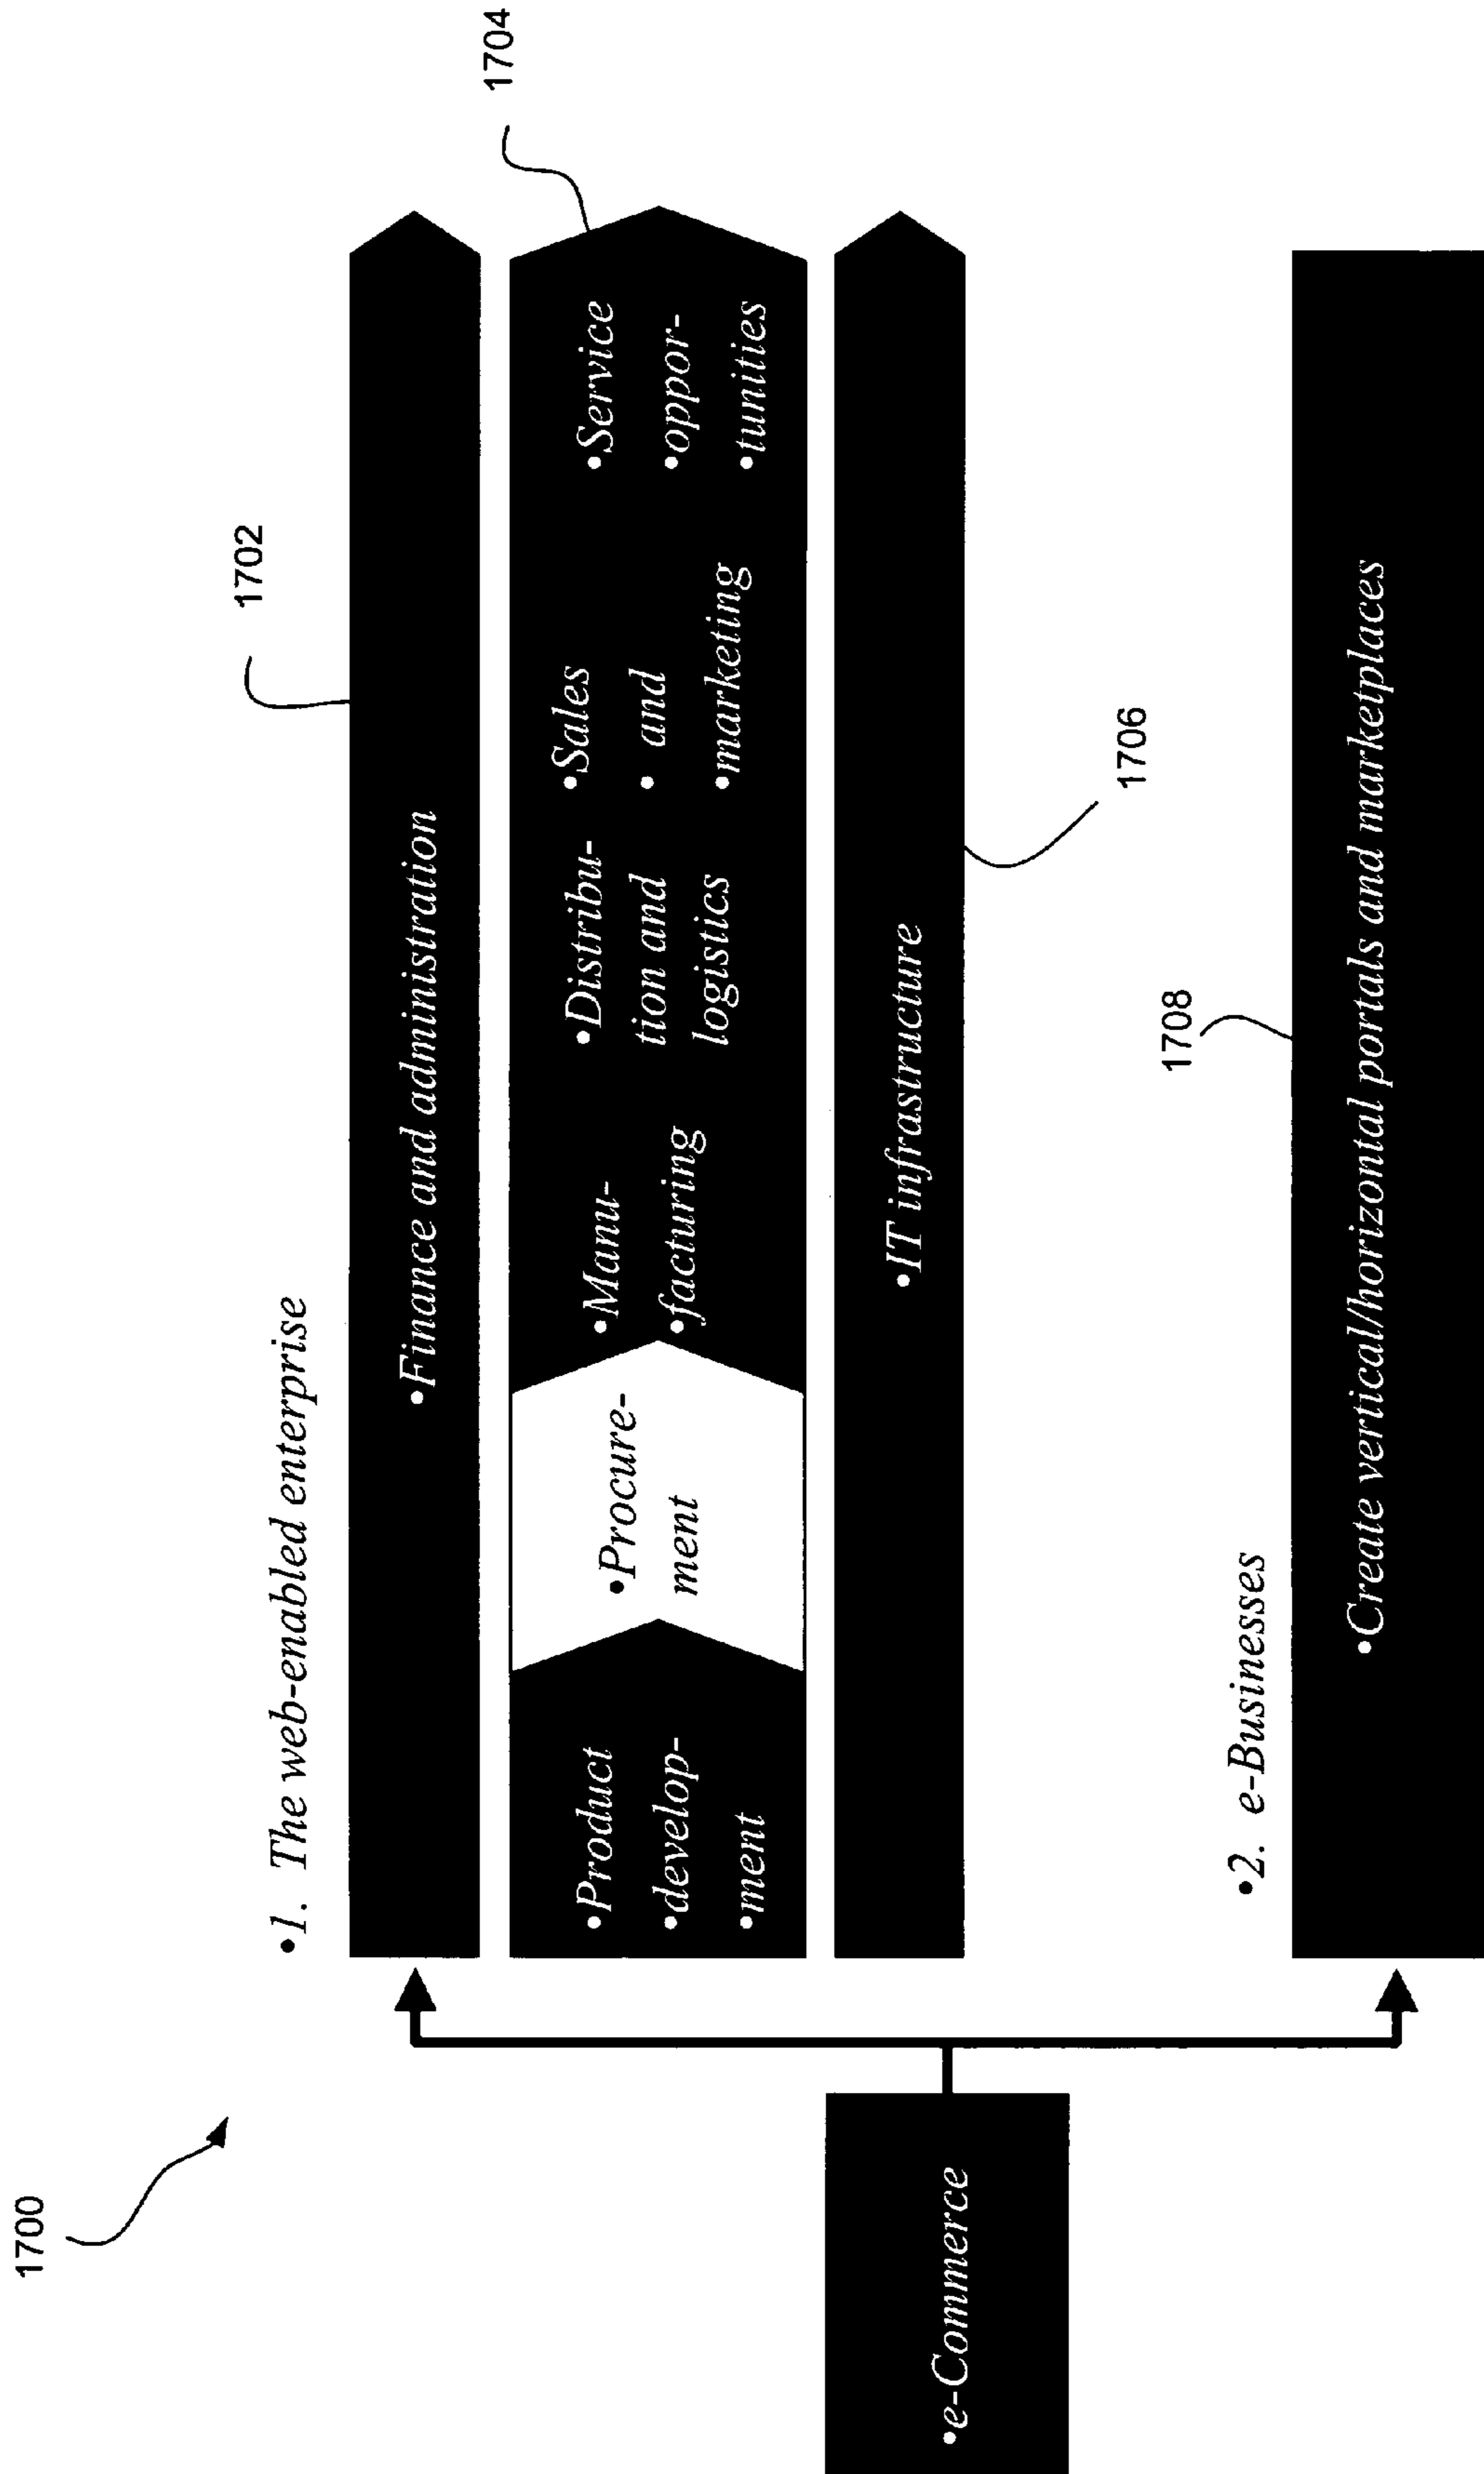 1700
•1. The web-enabled enterprise
1702
•Finance and administration
1704
•Product
•develop-
•ment
•Procure-
ment
•Manu-
•facturing
•Distribu-
tion and
logistics
•Sales
• and
•marketing
•Service
•oppor-
•tunities
•IT infrastructure
1706
•e-Commerce
•2. e-Businesses
1708
•Create vertical/horizontal portals and marketplaces